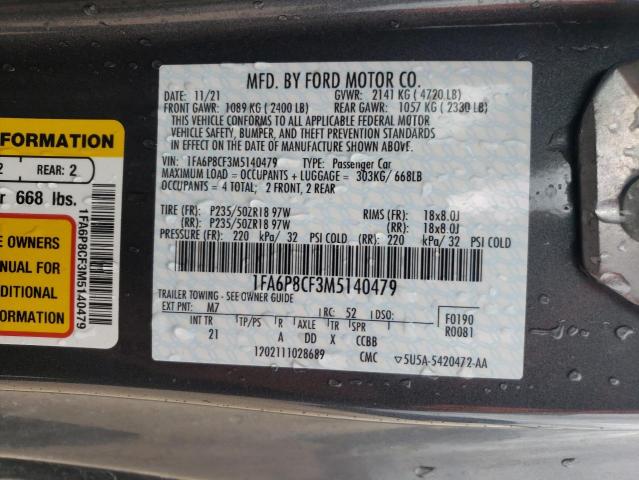 FORMATION
2 REAR: 2
r 668 lbs.
E OWNERS
NUAL FOR
DITIONAL
FORMATION
1FA6P8CF3M5140479
MFD. BY FORD MOTOR CO.
DATE: 11/21 GVWR: 2141 KG ( 4720 LB)
FRONT GAWR: 1089 KG ( 2400 LB) REAR GAWR: 1057 KG ( 2330 LB)
THIS VEHICLE CONFORMS TO ALL APPLICABLE FEDERAL MOTOR
VEHICLE SAFETY, BUMPER, AND THEFT PREVENTION STANDARDS IN
EFFECT ON THE DATE OF MANUFACTURE SHOWN ABOVE.
VIN: 1FA6P8CF3M5140479 TYPE: Passenger Car
MAXIMUM LOAD = OCCUPANTS + LUGGAGE = 303KG/ 668LB
OCCUPANTS = 4 TOTAL; 2 FRONT, 2 REAR
TIRE (FR): P235/50ZR18 97W RIMS (FR): 18x8.0J
(RR): P235/50ZR18 97W (RR): 18x8.0J
PRESSURE (FR): 220 kPa/ 32 PSI COLD (RR): 220 kPa/ 32 PSI COLD
1FA6P8CF3M5140479
TRAILER TOWING - SEE OWNER GUIDE
EXT PNT: M7 RC: 52 DSO: F0190
INT TR TP/PS R AXLE TR SPR R0081
21 A DD X CCBB
1202111028689 CMC 5U5A-5420472-AA